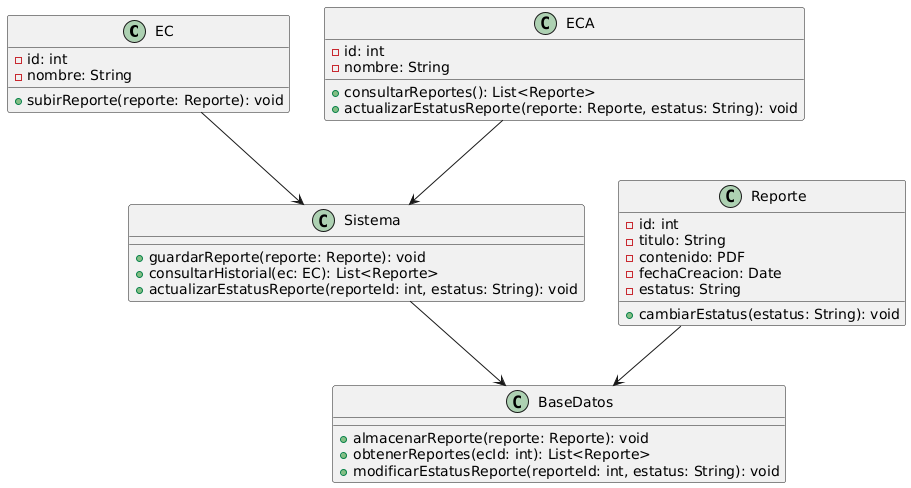 C EC
id: int
nombre: String
subirReporte(reporte: Reporte): void
C ECA
id: int
nombre: String
consultarReportes(): List<Reporte>
actualizarEstatusReporte(reporte: Reporte, estatus: String): void
C Sistema
guardarReporte(reporte: Reporte): void
consultarHistorial(ec: EC): List<Reporte>
actualizarEstatusReporte(reporteId: int, estatus: String): void
C Reporte
id: int
titulo: String
contenido: PDF
fechaCreacion: Date
estatus: String
cambiarEstatus(estatus: String): void
C BaseDatos
almacenarReporte(reporte: Reporte): void
obtenerReportes(ecId: int): List<Reporte>
modificarEstatusReporte(reporteId: int, estatus: String): void